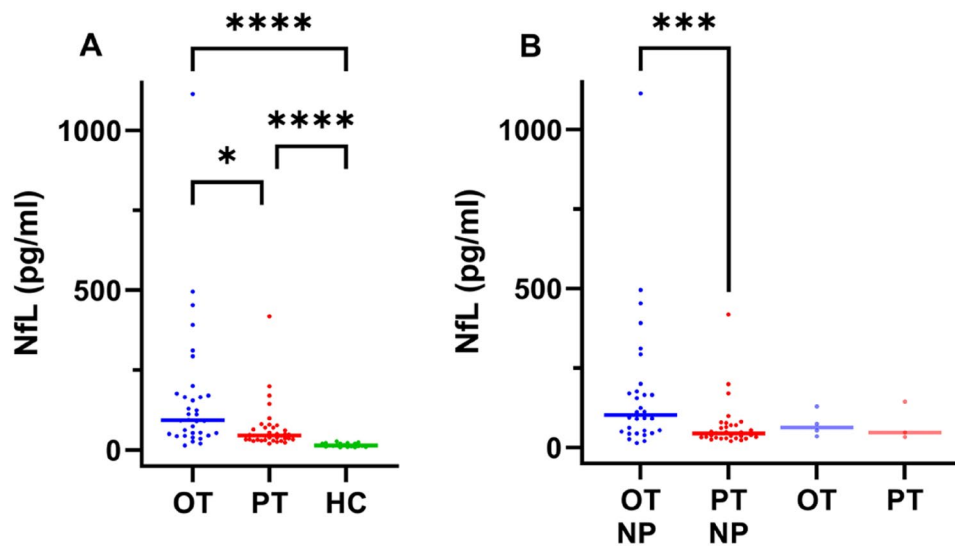 A
****
****
*
1000
500
0
NfL (pg/ml)
OT PT HC
B
***
1000
500
0
NfL (pg/ml)
OT NP
PT NP
OT
PT